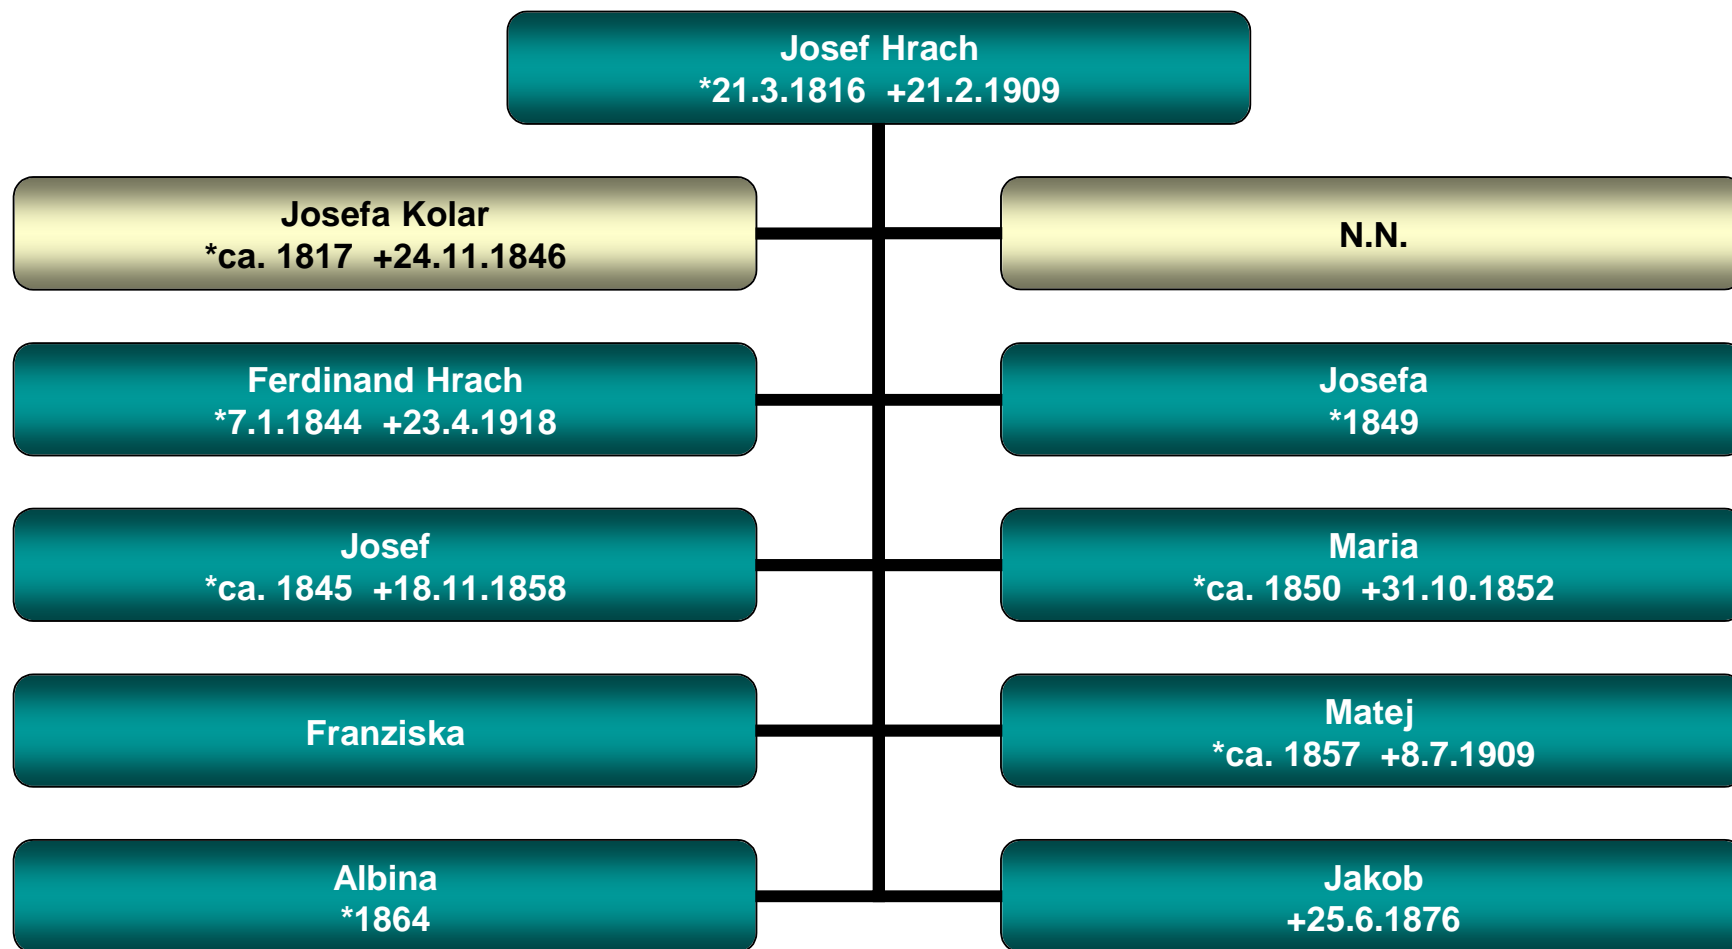 Josef Hrach
*21.3.1816 +21.2.1909
Josefa Kolar
*ca. 1817 +24.11.1846
N.N.
Ferdinand Hrach
*7.1.1844 +23.4.1918
Josefa
*1849
Josef
*ca. 1845 +18.11.1858
Maria
*ca. 1850 +31.10.1852
Franziska
Matej
*ca. 1857 +8.7.1909
Albina
*1864
Jakob
+25.6.1876